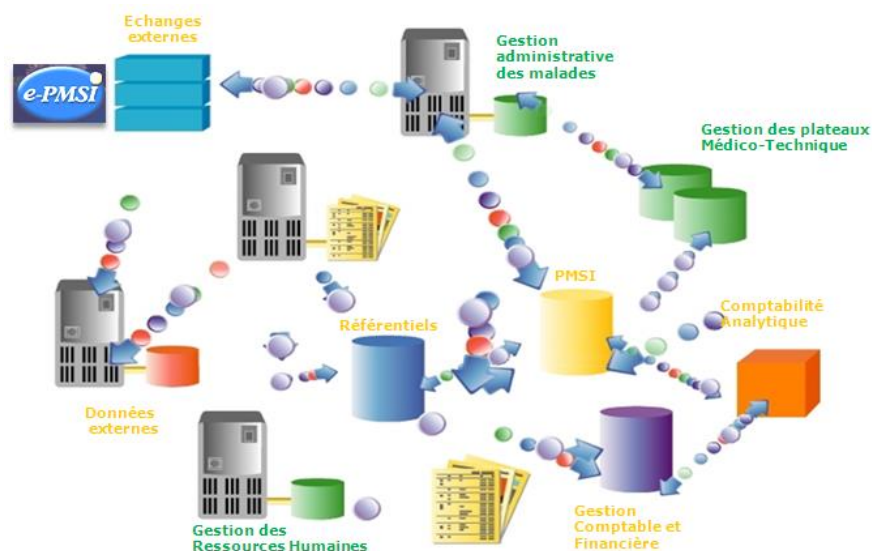 Echanges
externes
e-PMSI
Gestion
administrative
des malades
Gestion des plateaux
Médico-Technique
PMSI
Référentiels
Comptabilité
Analytique
Données
externes
Gestion des
Ressources Humaines
Gestion
Comptable et
Financière